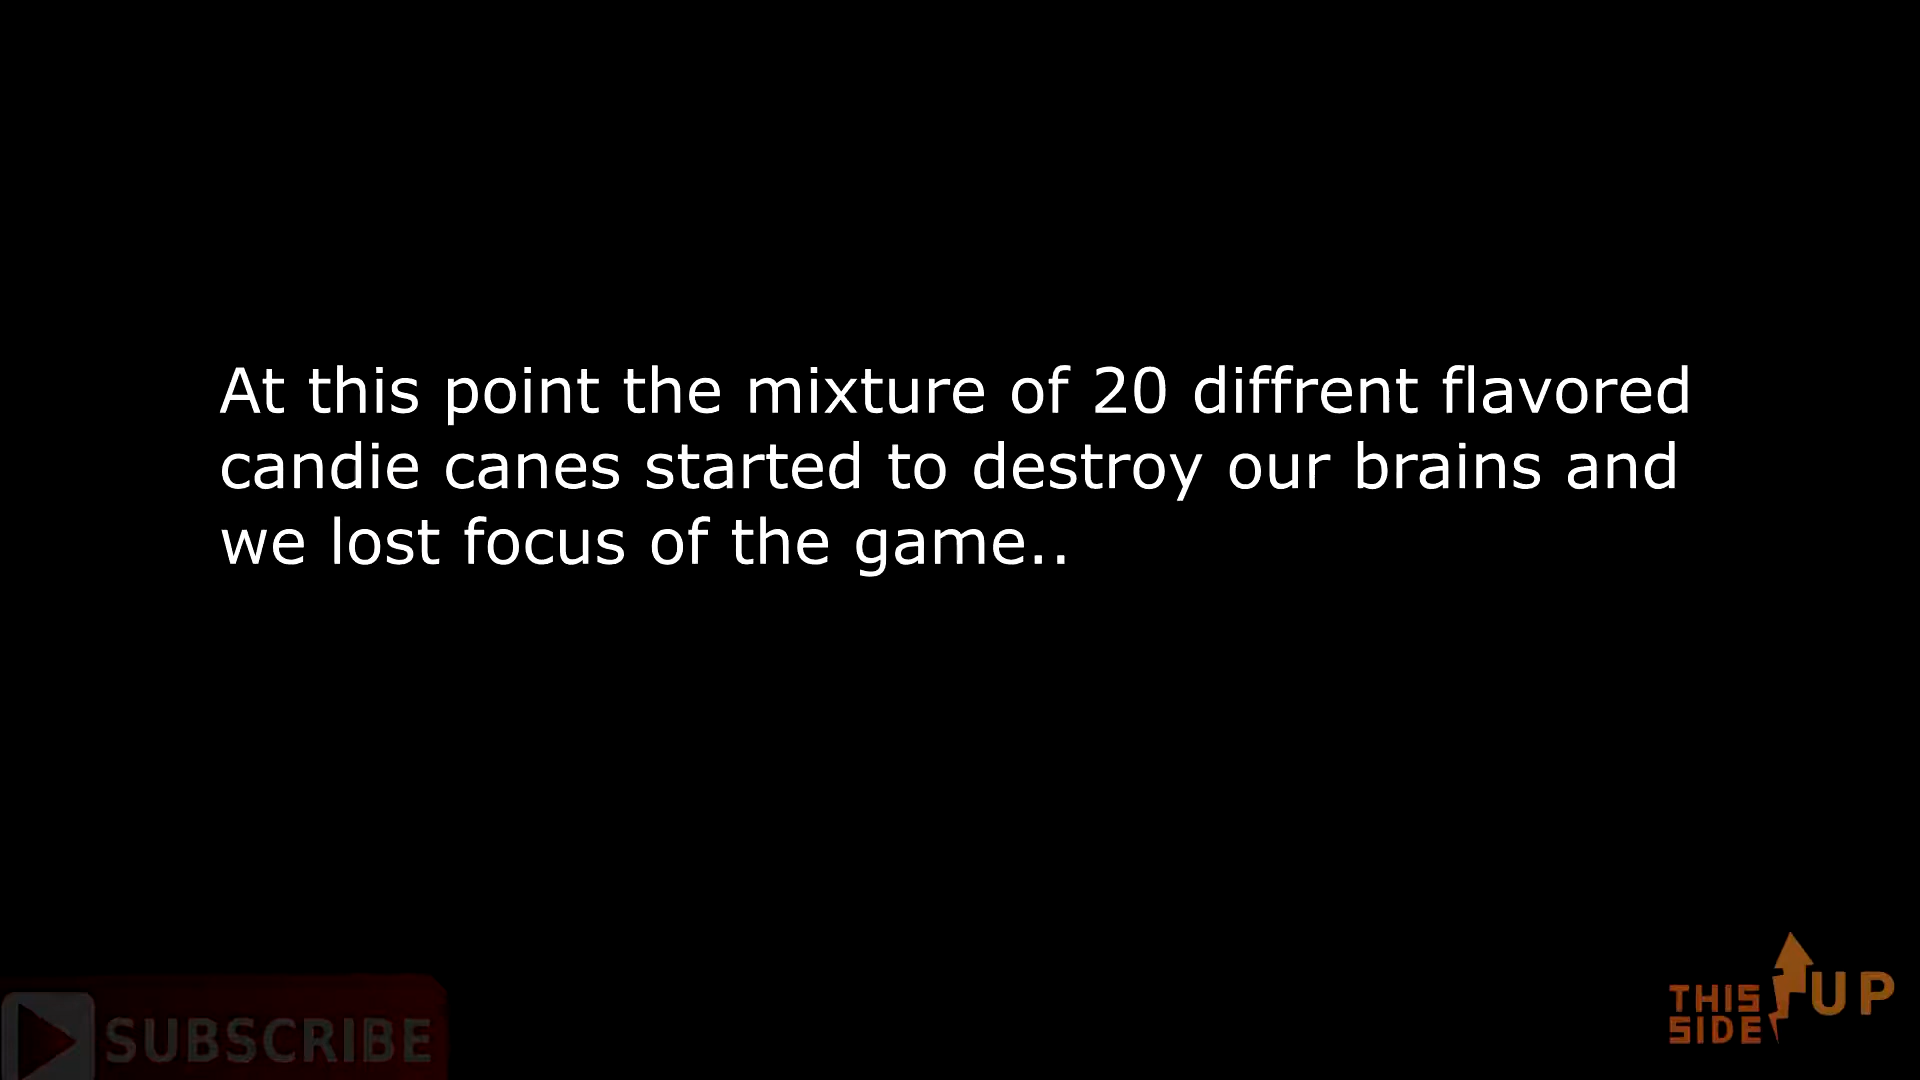 At this point the mixture of 20 diffrent flavored
candie canes started to destroy our brains and
we lost focus of the game..
SUBSCRIBE
THIS SIDE UP